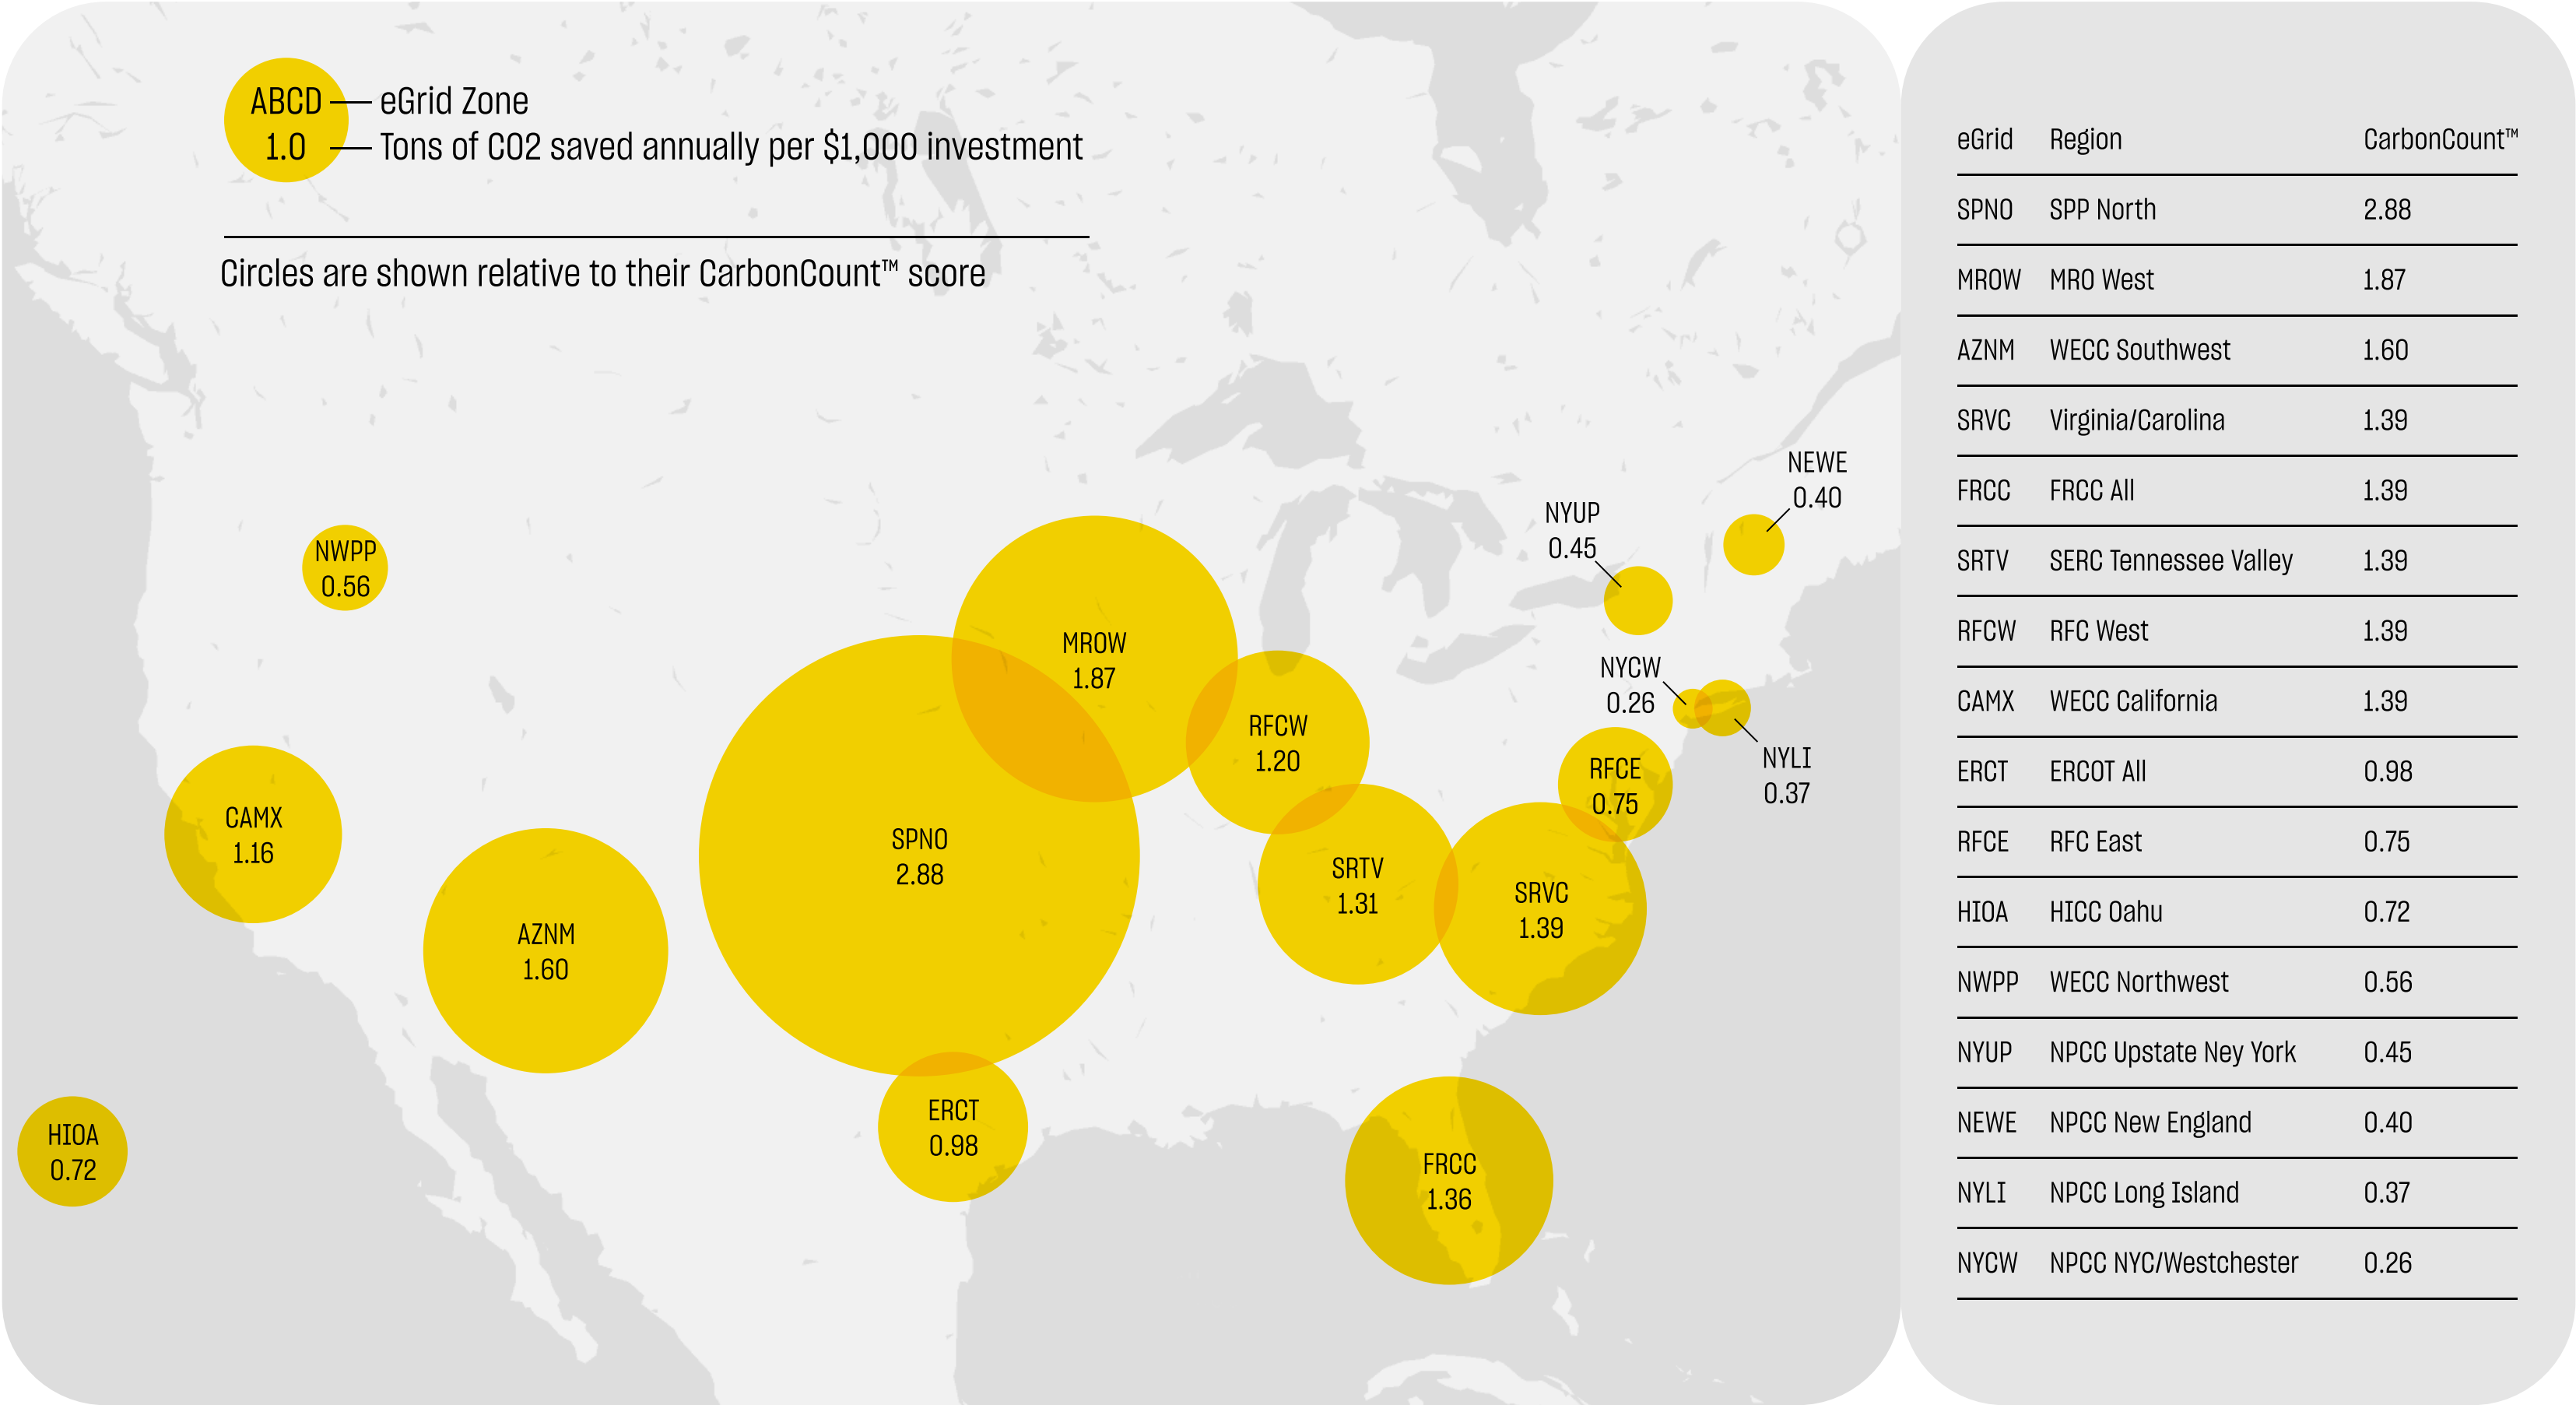 ABCD eGrid Zone
1.0 Tons of CO2 saved annually per $1,000 investment
Circles are shown relative to their CarbonCount™ score
NEWE
0.40
NYUP
0.45
NWPP
0.56
MROW
1.87
NYCW
0.26
RFCW
1.20
NYLI
0.37
RFCE
0.75
CAMX
1.16
SPNO
2.88
SRTV
1.31
SRVC
1.39
AZNM
1.60
ERCT
0.98
HIOA
0.72
FRCC
1.36
eGrid Region CarbonCount™
SPNO SPP North 2.88
MROW MRO West 1.87
AZNM WECC Southwest 1.60
SRVC Virginia/Carolina 1.39
FRCC FRCC All 1.39
SRTV SERC Tennessee Valley 1.39
RFCW RFC West 1.39
CAMX WECC California 1.39
ERCT ERCOT All 0.98
RFCE RFC East 0.75
HIOA HICC Oahu 0.72
NWPP WECC Northwest 0.56
NYUP NPCC Upstate Ney York 0.45
NEWE NPCC New England 0.40
NYLI NPCC Long Island 0.37
NYCW NPCC NYC/Westchester 0.26